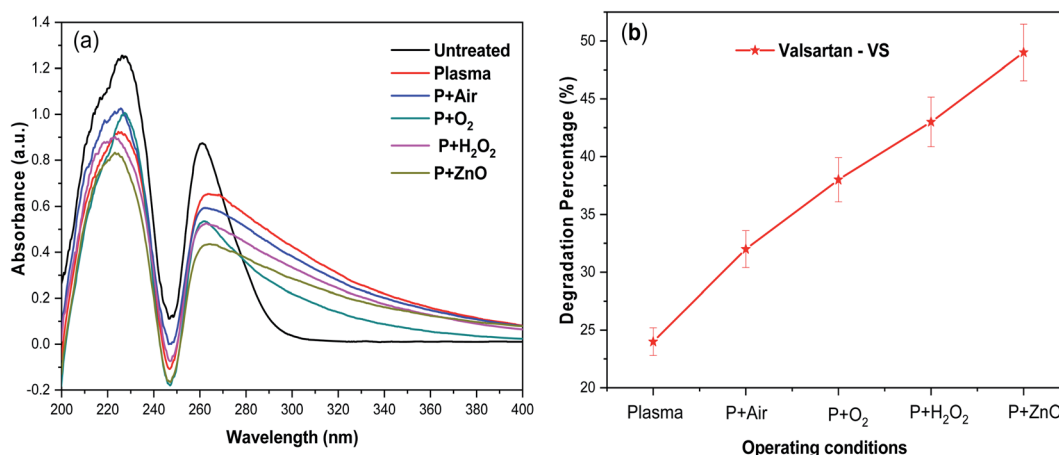 (a)
Untreated
Plasma
P+Air
P+O₂
P+H₂O₂
P+ZnO
1.4
1.2
1.0
0.8
0.6
0.4
0.2
0.0
-0.2
Absorbance (a.u.)
200 220 240 260 280 300 320 340 360 380 400
Wavelength (nm)
(b)
Valsartan - VS
50
45
40
35
30
25
20
Degradation Percentage (%)
Plasma P+Air P+O₂ P+H₂O₂ P+ZnO
Operating conditions